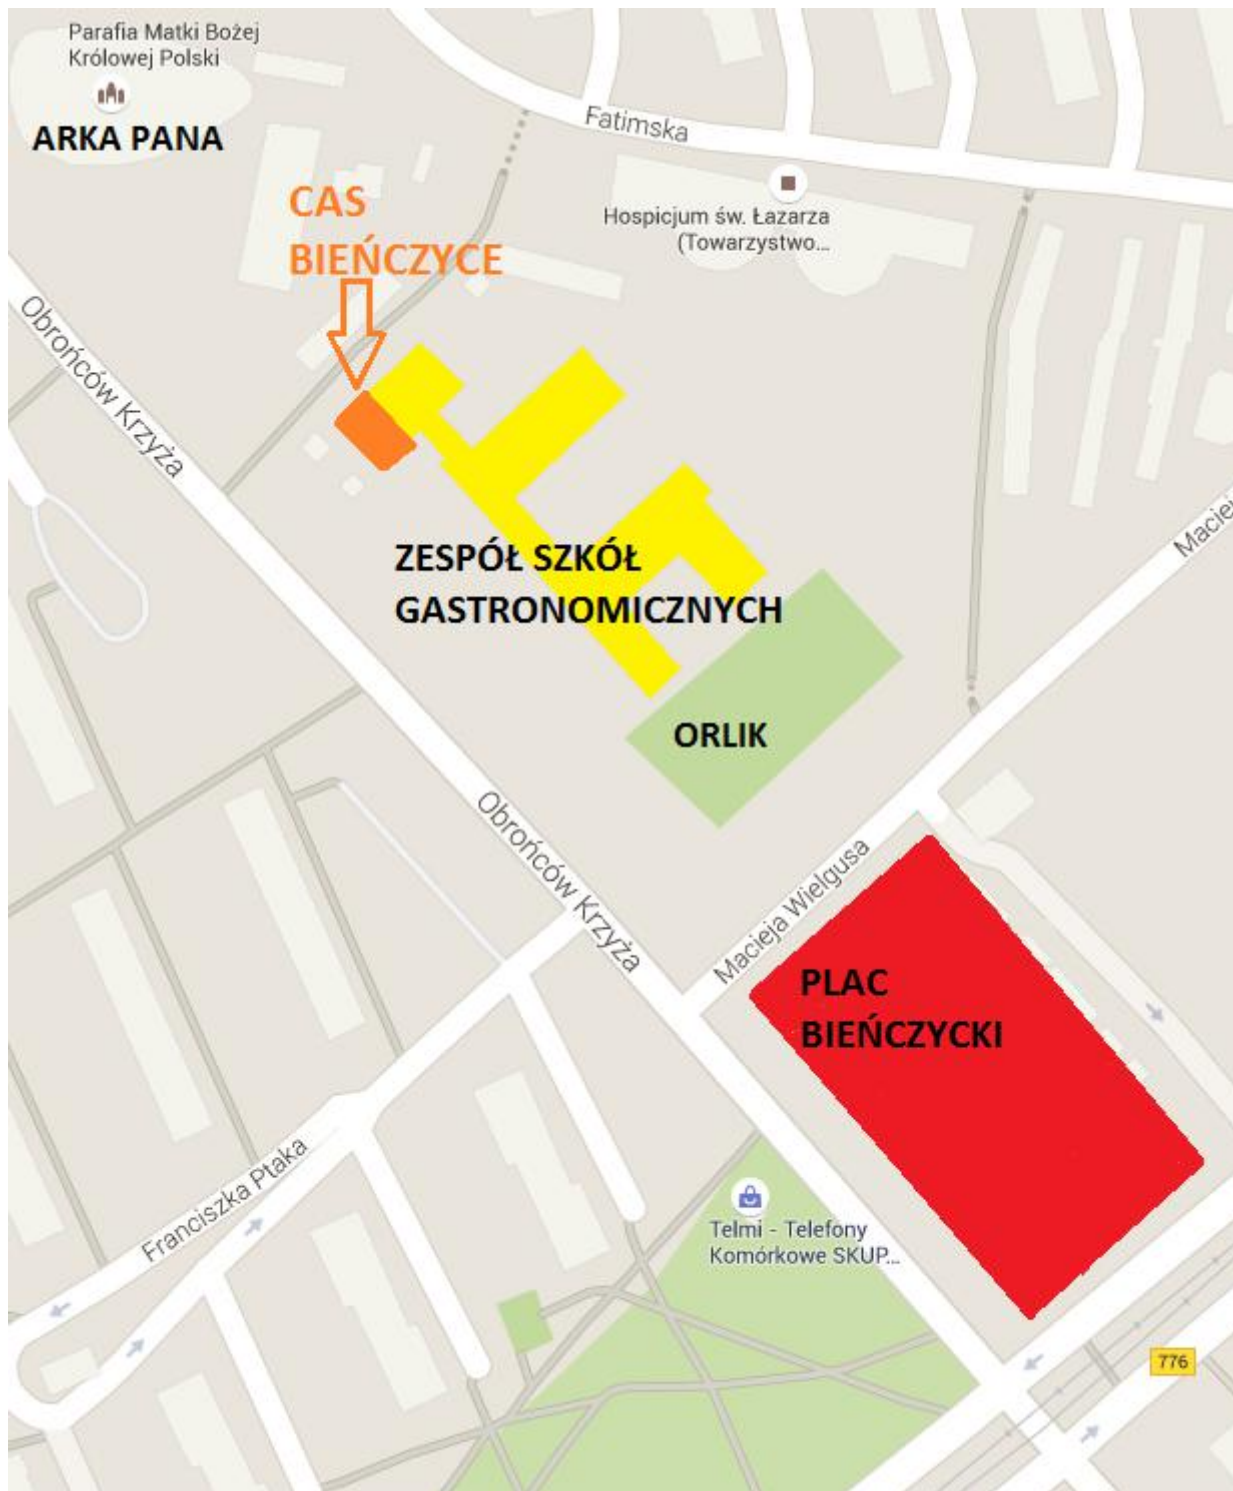 Parafia Matki Bożej
Królowej Polski
ARKA PANA
Fatimska
CAS
BIEŃCZYCE
Hospicjum św. Łazarza
(Towarzystwo...
Obrońców Krzyża
Maciej
ZESPÓŁ SZKÓŁ
GASTRONOMICZNYCH
ORLIK
Obrońców Krzyża
Macieja Wielgusa
PLAC
BIEŃCZYCKI
Franciszka Ptaka
Telmi - Telefony
Komórkowe SKUP...
776